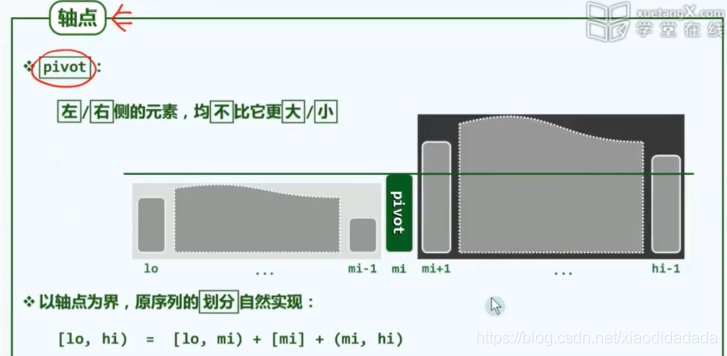 轴点
xuetangX.com
学堂在线
❖ pivot：
左/右侧的元素，均不比它更大/小
pivot
lo ... mi-1 mi mi+1 ... hi-1
❖ 以轴点为界，原序列的划分自然实现：
[lo, hi) = [lo, mi) + [mi] + (mi, hi)
https://blog.csdn.net/xiaodidadada